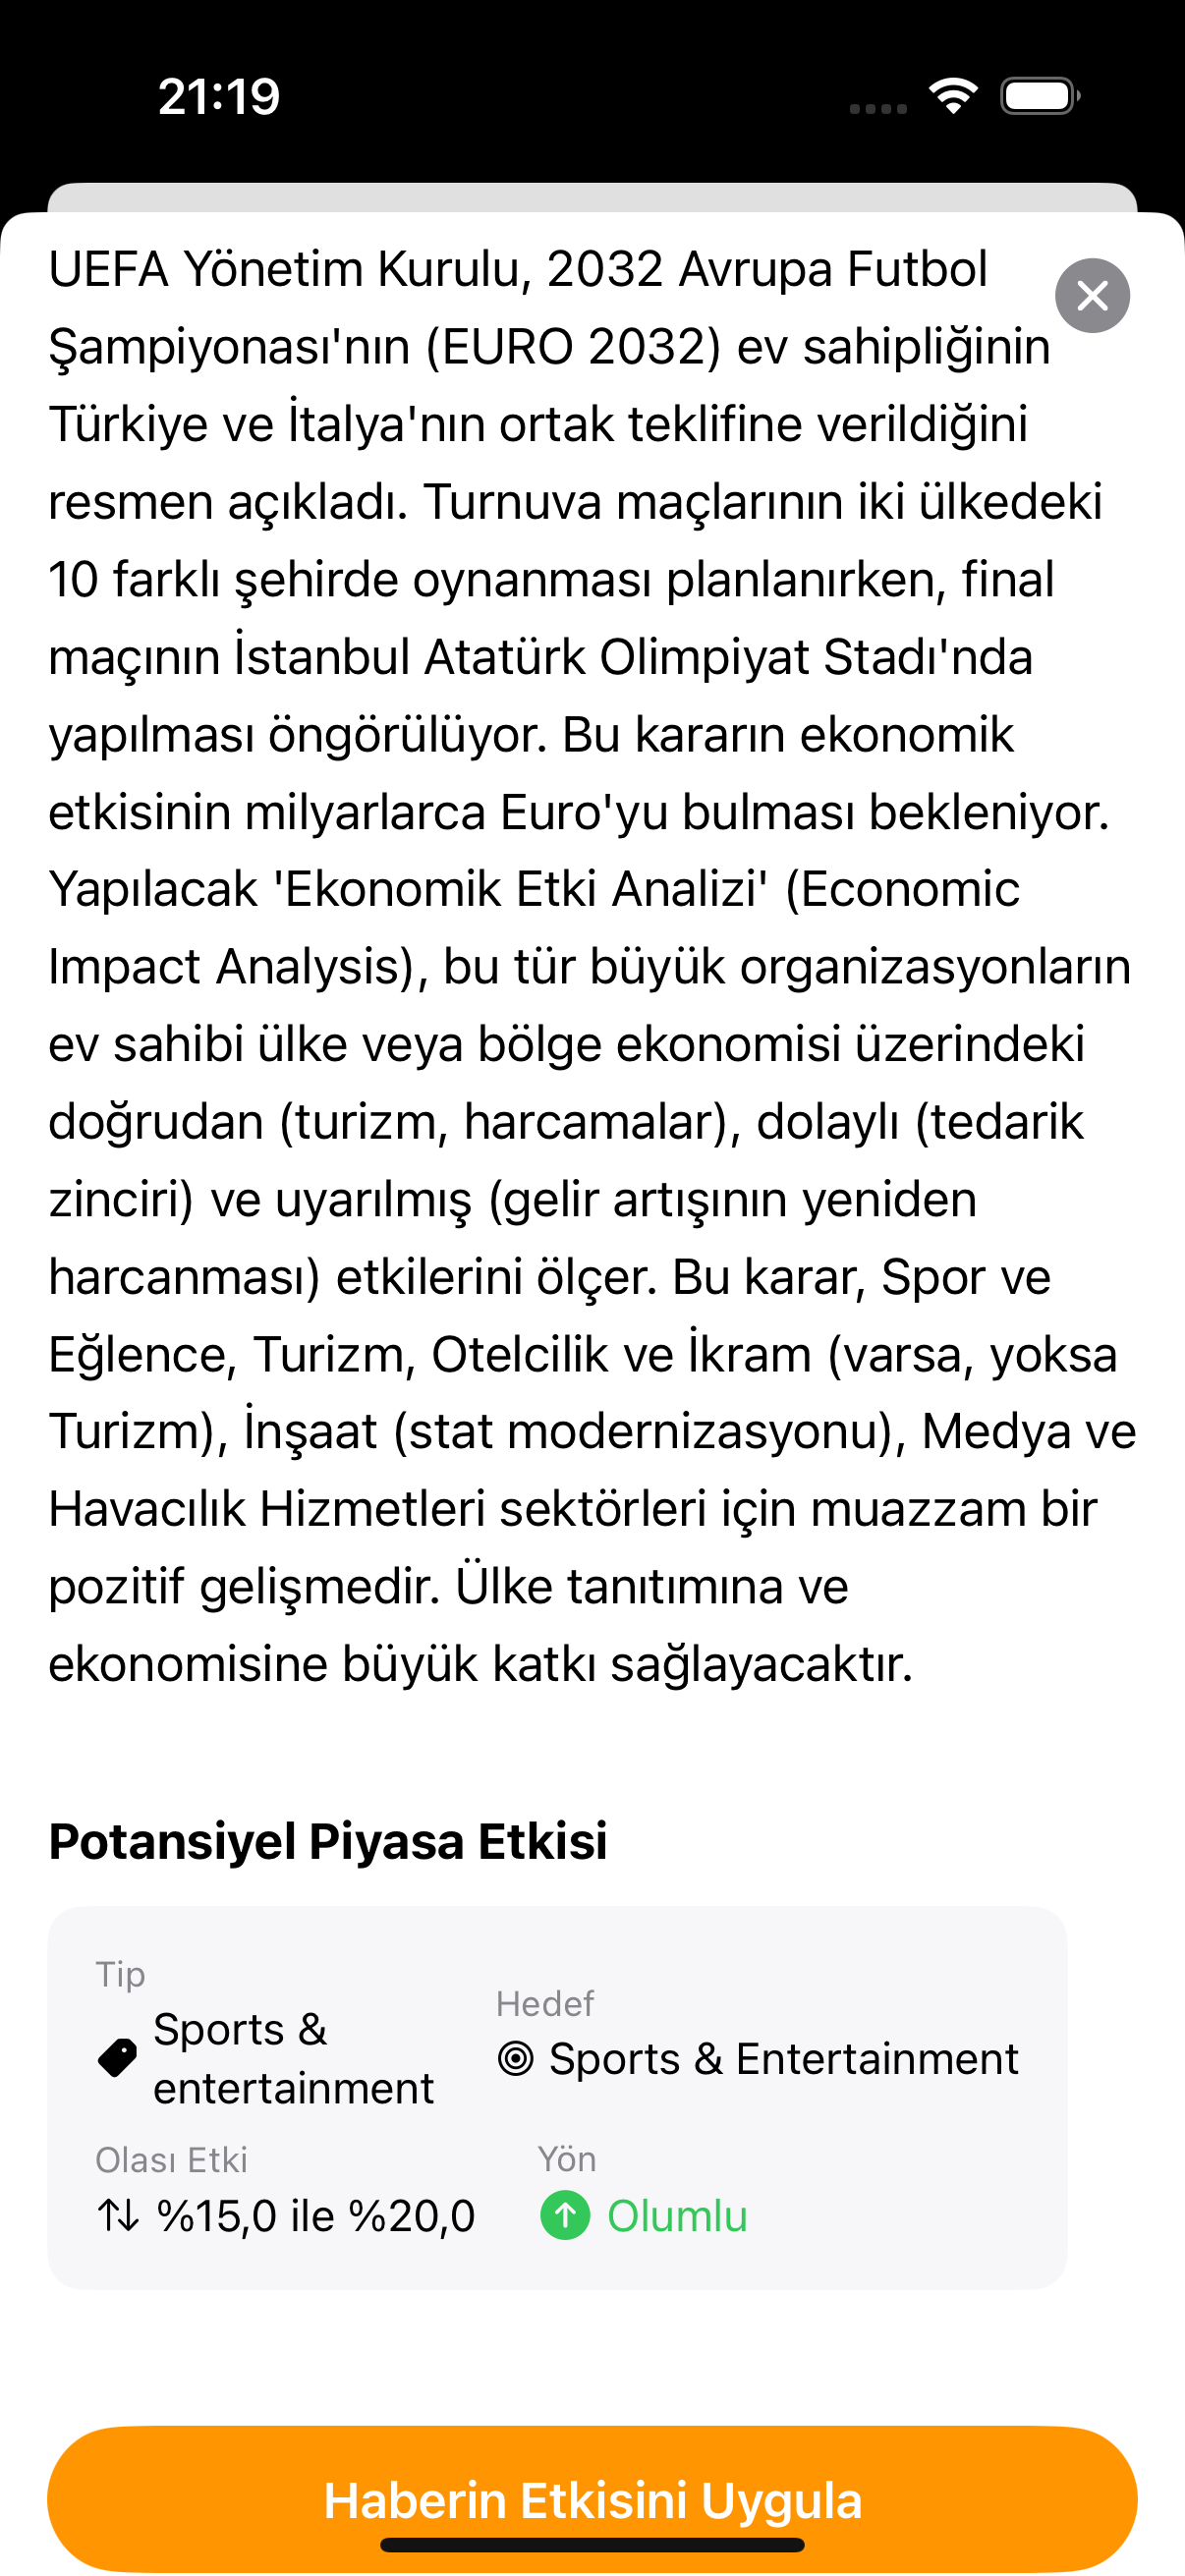 21:19
UEFA Yönetim Kurulu, 2032 Avrupa Futbol
Şampiyonası'nın (EURO 2032) ev sahipliğinin
Türkiye ve İtalya'nın ortak teklifine verildiğini
resmen açıkladı. Turnuva maçlarının iki ülkedeki
10 farklı şehirde oynanması planlanırken, final
maçının İstanbul Atatürk Olimpiyat Stadı'nda
yapılması öngörülüyor. Bu kararın ekonomik
etkisinin milyarlarca Euro'yu bulması bekleniyor.
Yapılacak 'Ekonomik Etki Analizi' (Economic
Impact Analysis), bu tür büyük organizasyonların
ev sahibi ülke veya bölge ekonomisi üzerindeki
doğrudan (turizm, harcamalar), dolaylı (tedarik
zinciri) ve uyarılmış (gelir artışının yeniden
harcanması) etkilerini ölçer. Bu karar, Spor ve
Eğlence, Turizm, Otelcilik ve İkram (varsa, yoksa
Turizm), İnşaat (stat modernizasyonu), Medya ve
Havacılık Hizmetleri sektörleri için muazzam bir
pozitif gelişmedir. Ülke tanıtımına ve
ekonomisine büyük katkı sağlayacaktır.
Potansiyel Piyasa Etkisi
Tip
Sports &
entertainment
Hedef
Sports & Entertainment
Olası Etki
%15,0 ile %20,0
Yön
Olumlu
Haberin Etkisini Uygula